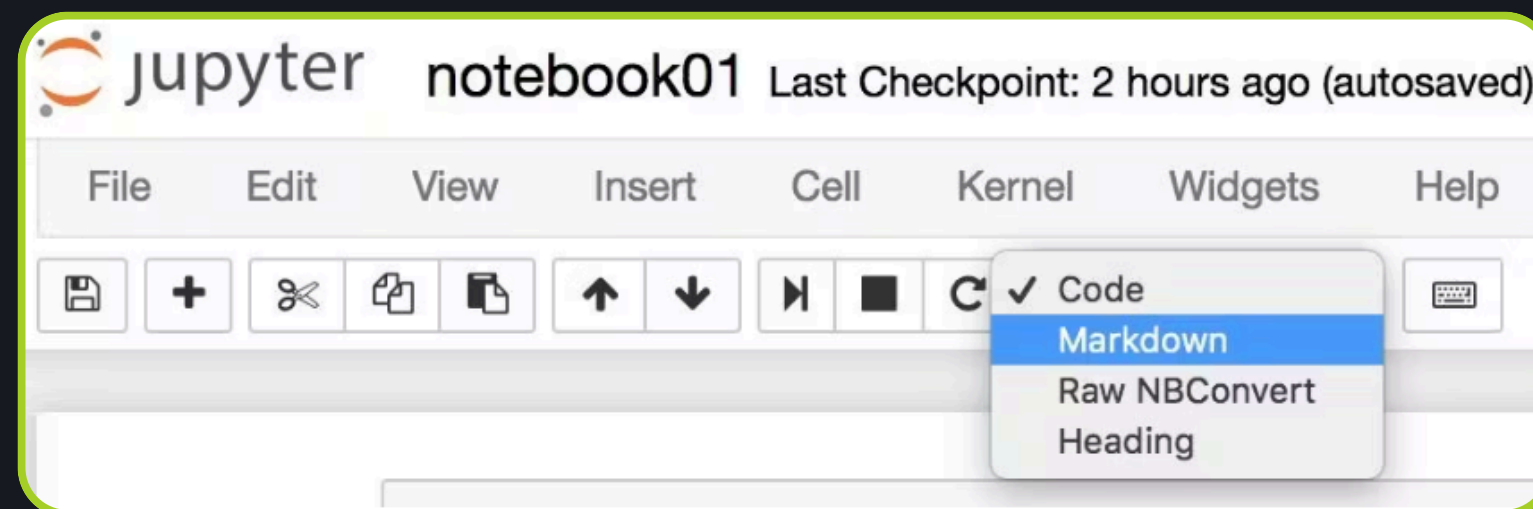 jupyter notebook01 Last Checkpoint: 2 hours ago (autosaved)
File Edit View Insert Cell Kernel Widgets Help
✓ Code
Markdown
Raw NBConvert
Heading